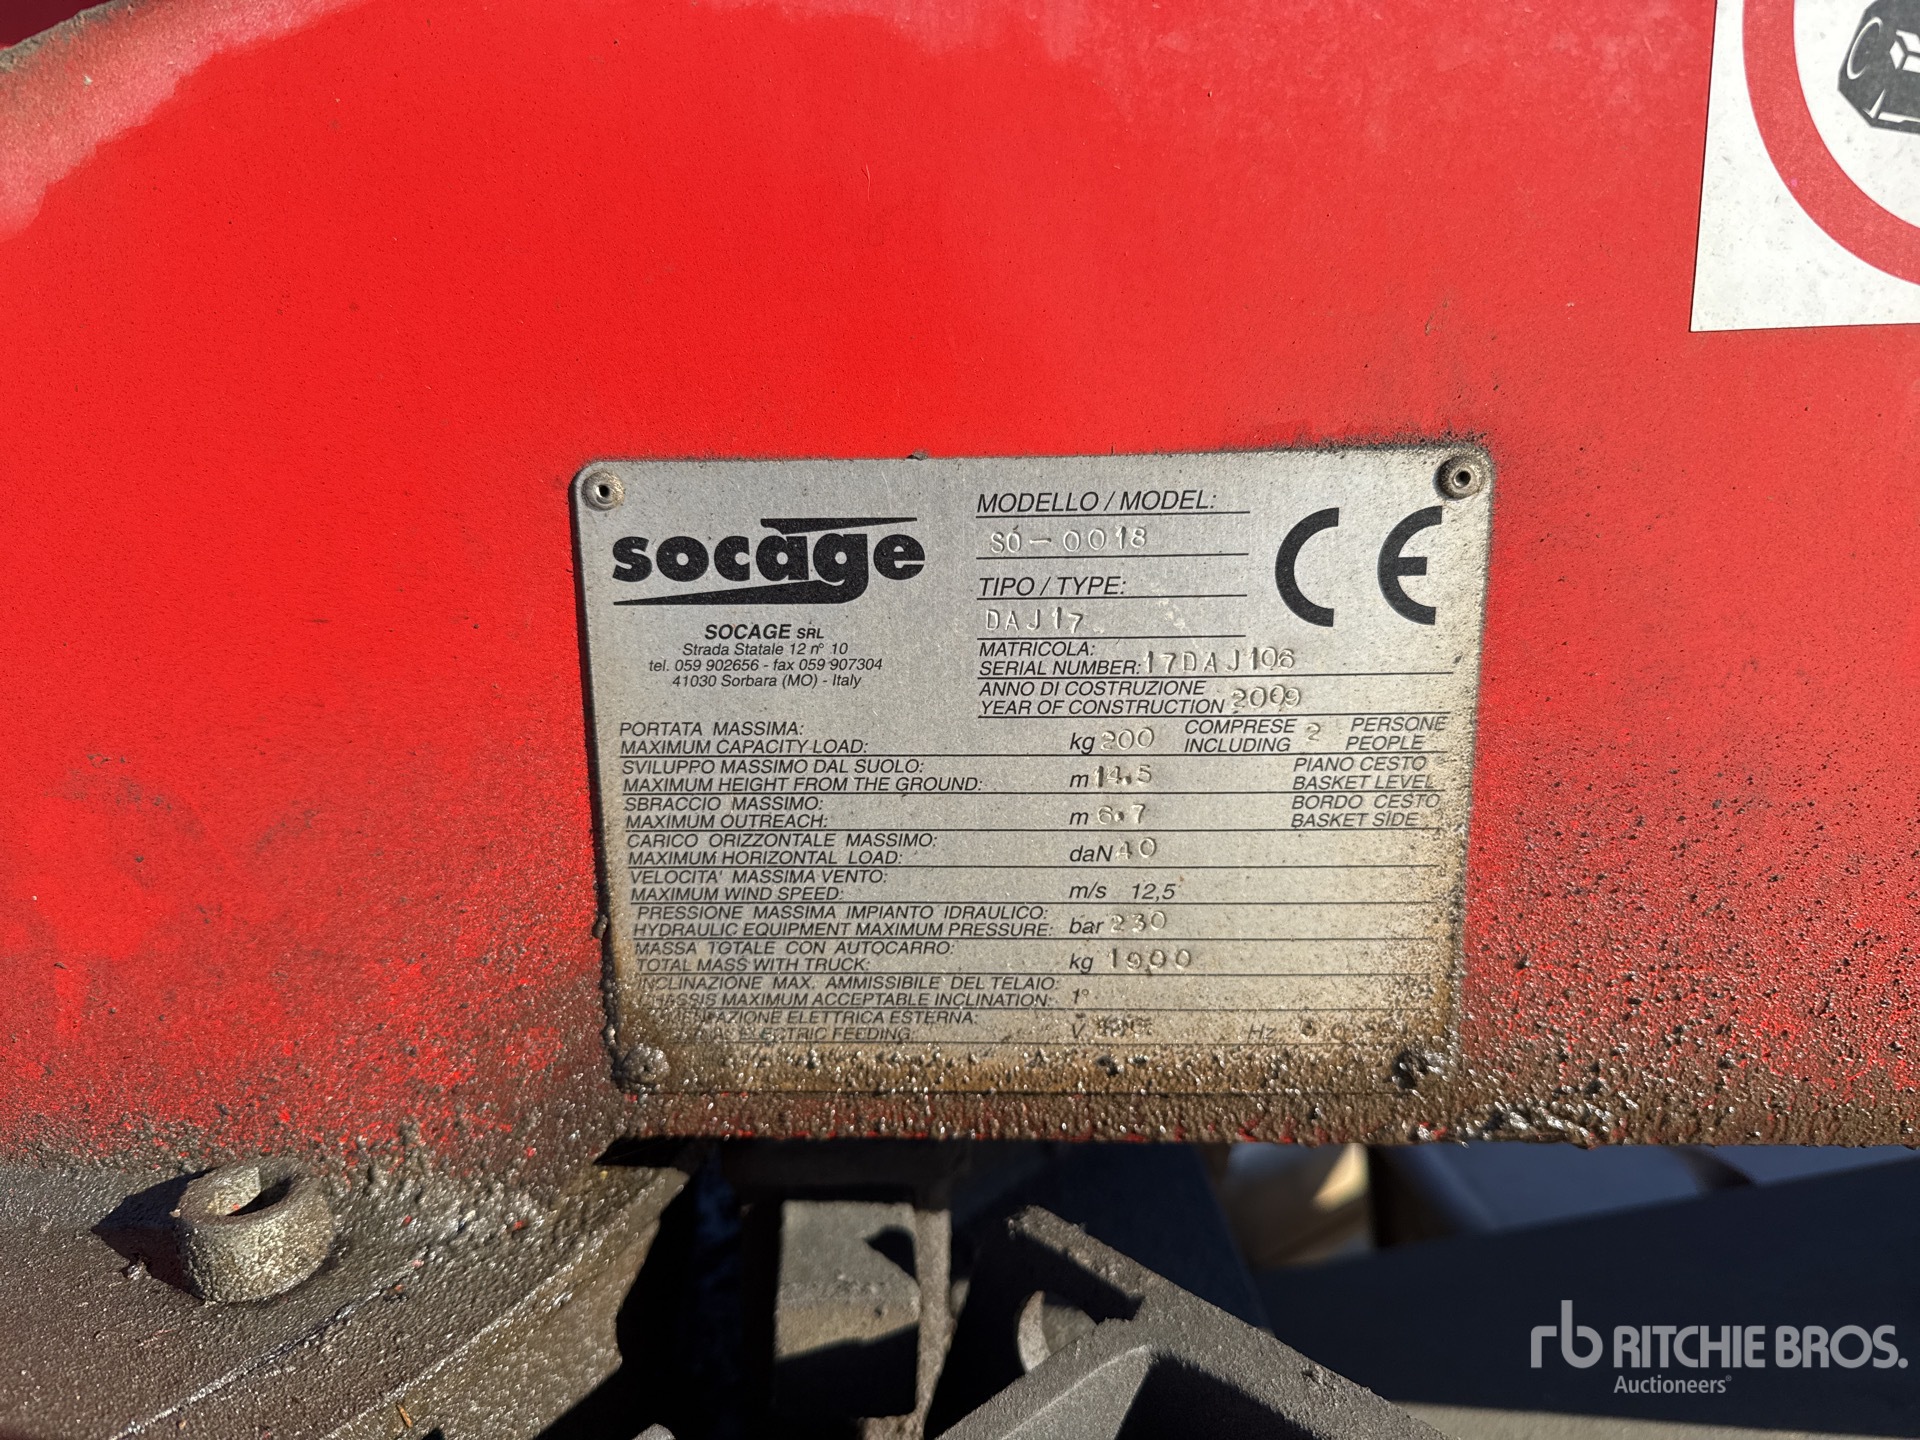 socage
SOCAGE SRL
Strada Statale 12 n° 10
tel. 059 902656 - fax 059 907304
41030 Sorbara (MO) - Italy
MODELLO / MODEL:
SO-0018
TIPO / TYPE:
DAJ17
MATRICOLA:
SERIAL NUMBER: 17DAJ106
ANNO DI COSTRUZIONE
YEAR OF CONSTRUCTION 2009
CE
PORTATA MASSIMA: COMPRESE PERSONE
MAXIMUM CAPACITY LOAD: kg 200 INCLUDING 2 PEOPLE
SVILUPPO MASSIMO DAL SUOLO: PIANO CESTO
MAXIMUM HEIGHT FROM THE GROUND: m 14.5 BASKET LEVEL
SBRACCIO MASSIMO: BORDO CESTO
MAXIMUM OUTREACH: m 6.7 BASKET SIDE
CARICO ORIZZONTALE MASSIMO:
MAXIMUM HORIZONTAL LOAD: daN 40
VELOCITA' MASSIMA VENTO:
MAXIMUM WIND SPEED: m/s 12,5
PRESSIONE MASSIMA IMPIANTO IDRAULICO:
HYDRAULIC EQUIPMENT MAXIMUM PRESSURE: bar 230
MASSA TOTALE CON AUTOCARRO:
TOTAL MASS WITH TRUCK: kg 1900
INCLINAZIONE MAX. AMMISSIBILE DEL TELAIO:
CHASSIS MAXIMUM ACCEPTABLE INCLINATION: 1°
ELETTRICA ESTERNA:
ELECTRIC FEEDING: V Hz
rb RITCHIE BROS.
Auctioneers®